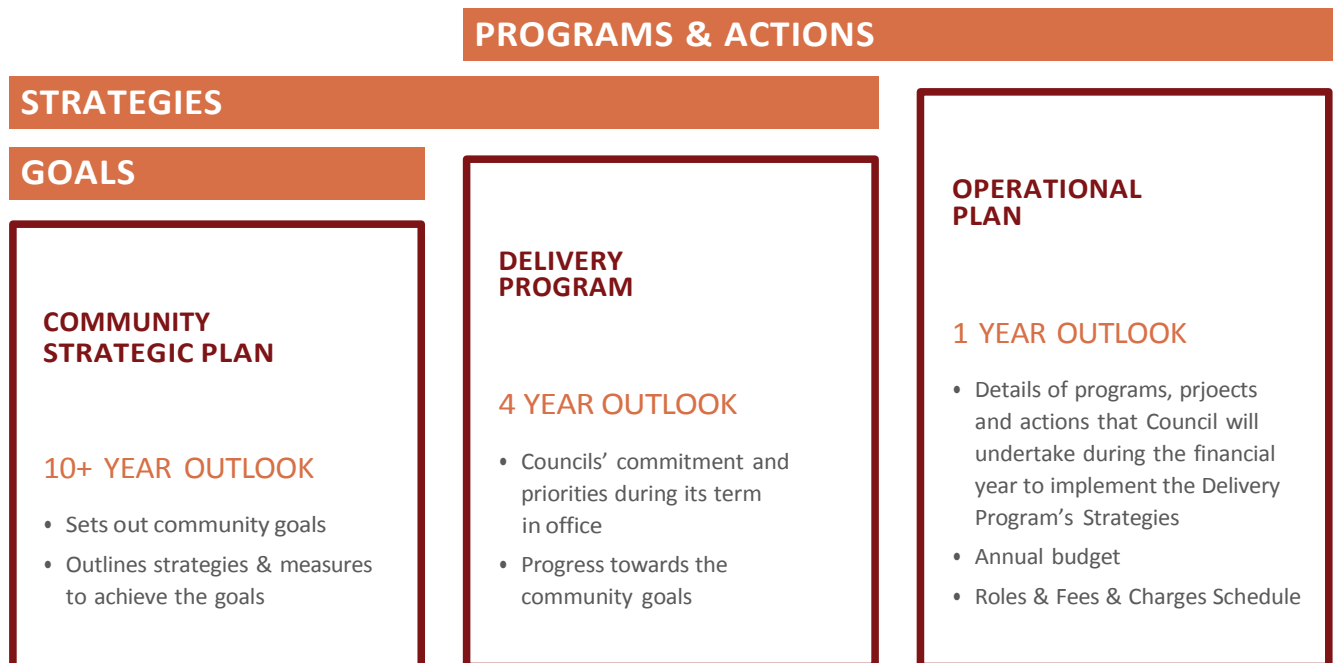 PROGRAMS & ACTIONS
STRATEGIES
GOALS
COMMUNITY
STRATEGIC PLAN
10+ YEAR OUTLOOK
• Sets out community goals
• Outlines strategies & measures
to achieve the goals
DELIVERY
PROGRAM
4 YEAR OUTLOOK
• Councils’ commitment and
priorities during its term
in office
• Progress towards the
community goals
OPERATIONAL
PLAN
1 YEAR OUTLOOK
• Details of programs, prjoects
and actions that Council will
undertake during the financial
year to implement the Delivery
Program’s Strategies
• Annual budget
• Roles & Fees & Charges Schedule